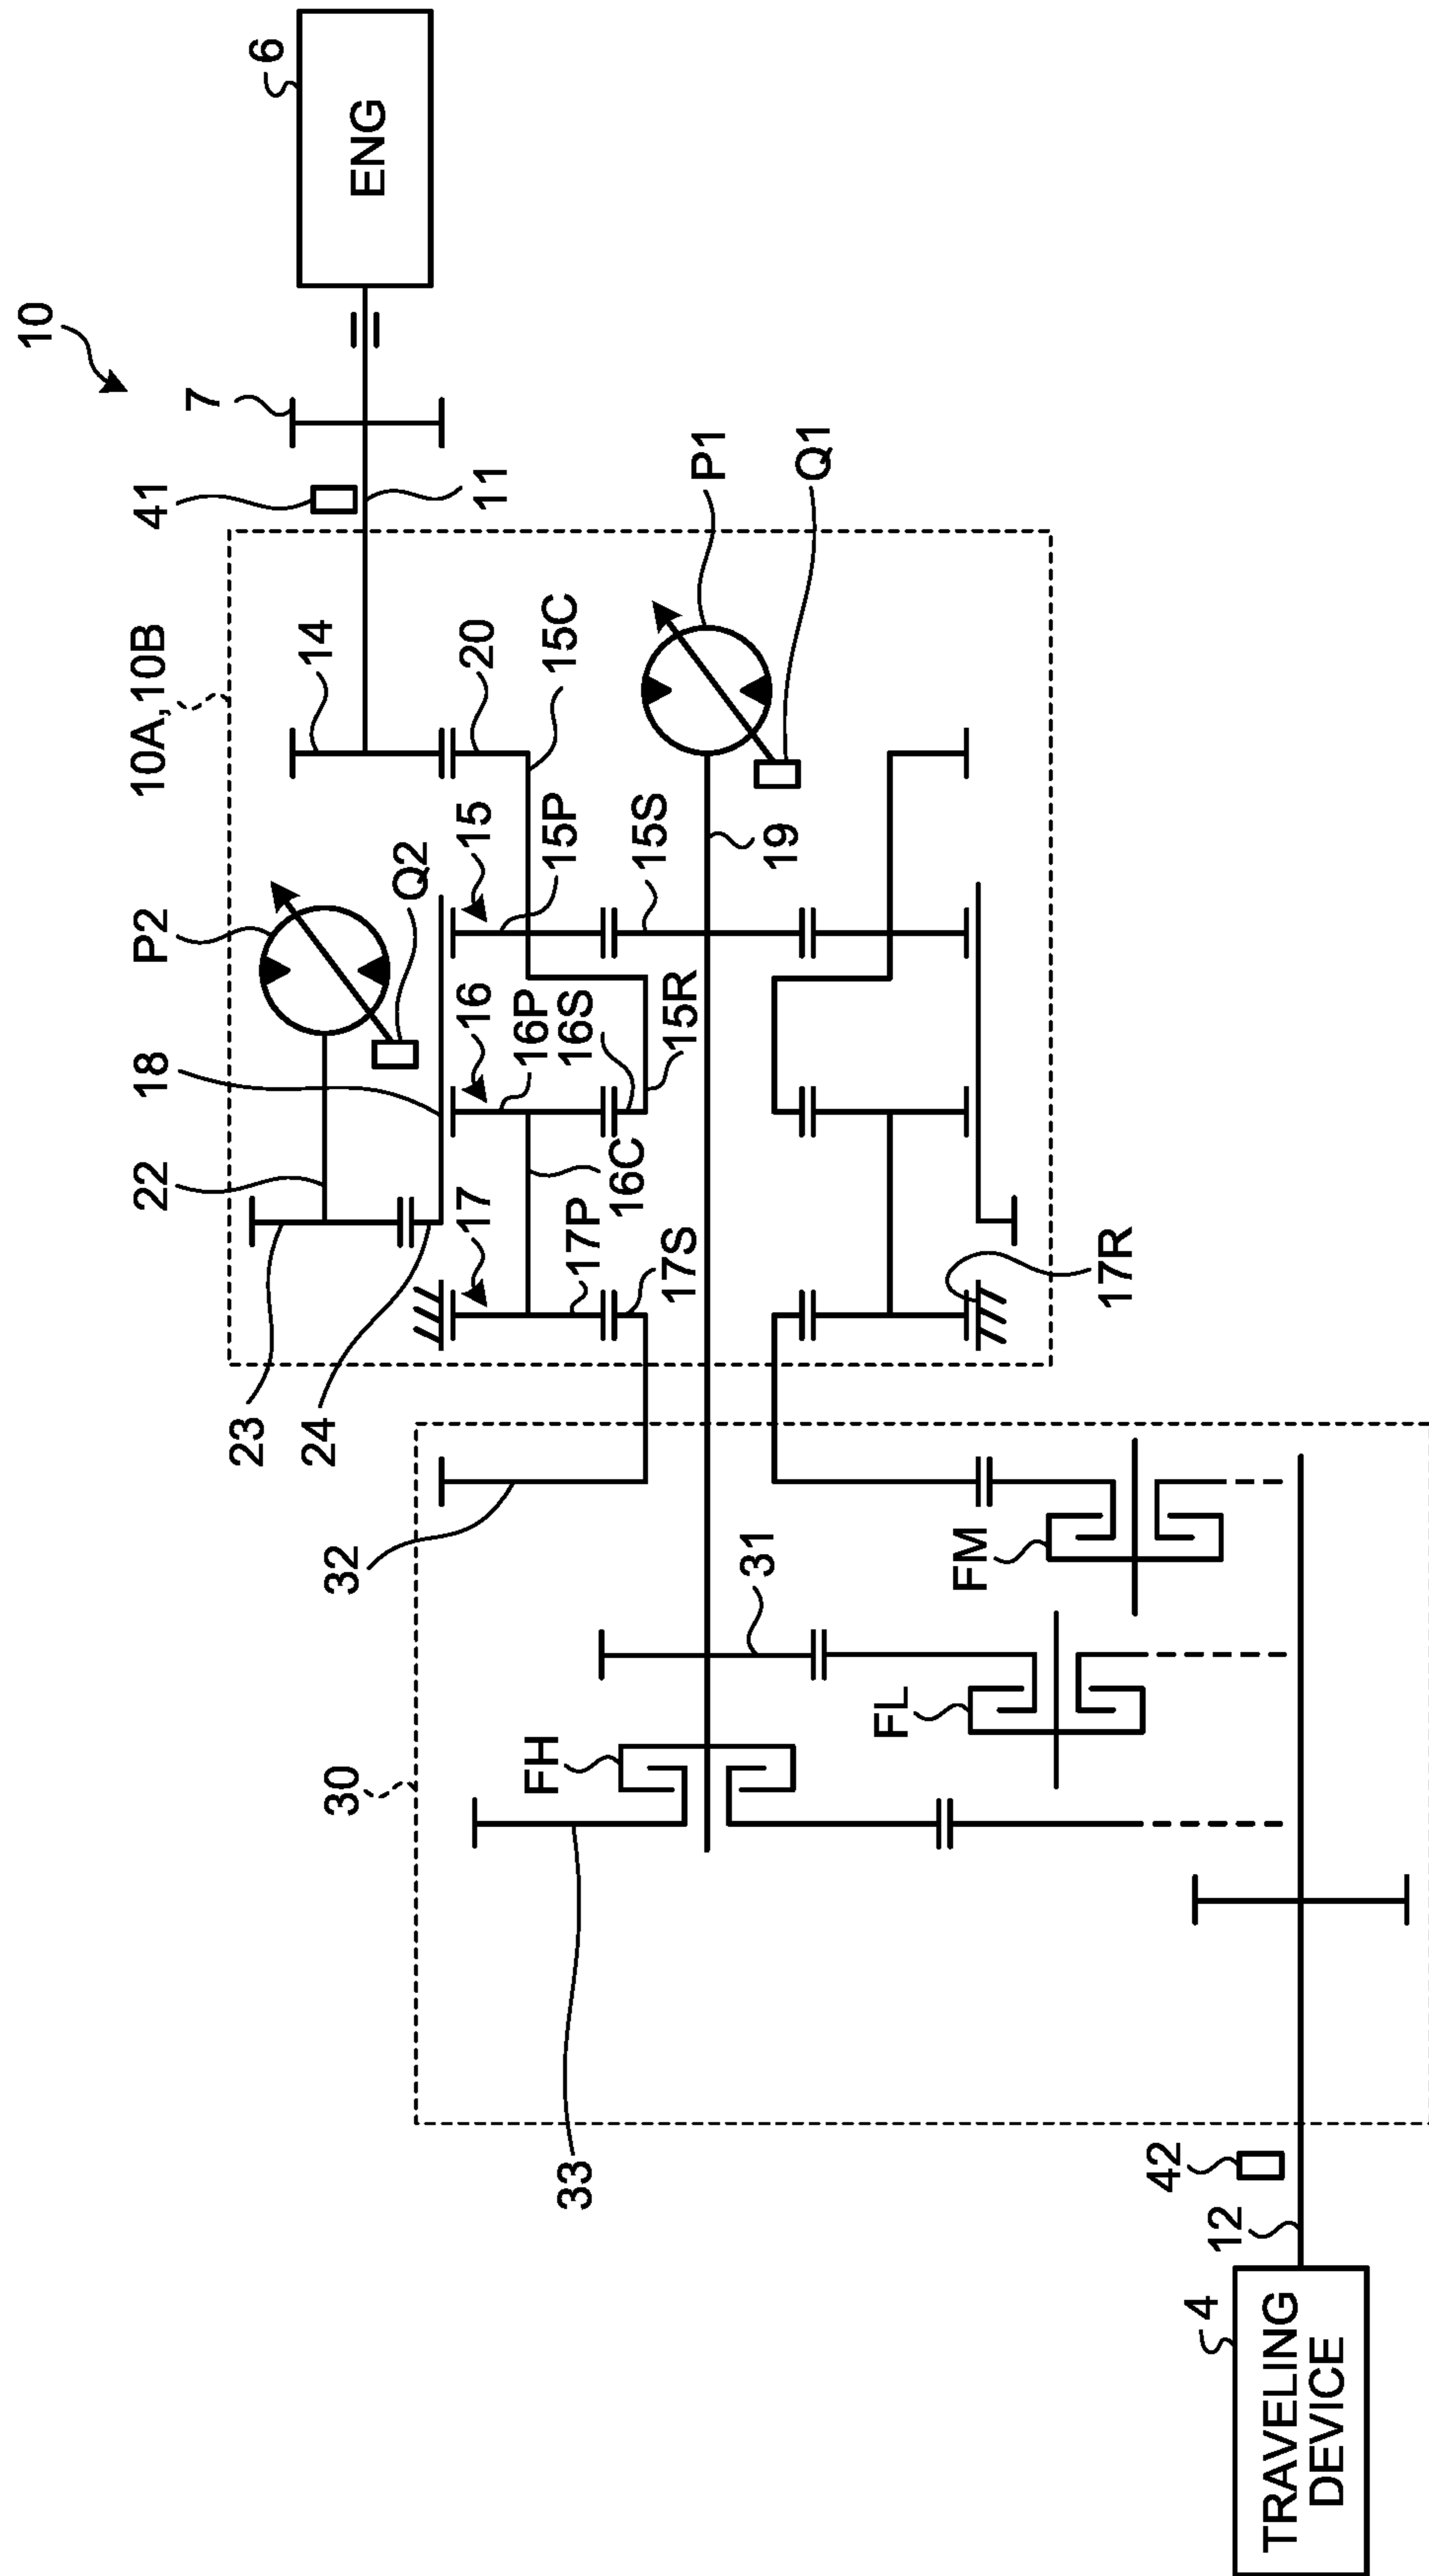 10
6
ENG
7
41
11
10A,10B
14
20
15C
P1
Q1
P2
Q2
15
15P
15S
19
18
16
16P
16S
15R
22
17
16C
17P
17S
17R
23
24
32
31
FM
FL
FH
30
33
42
12
4
TRAVELING
DEVICE